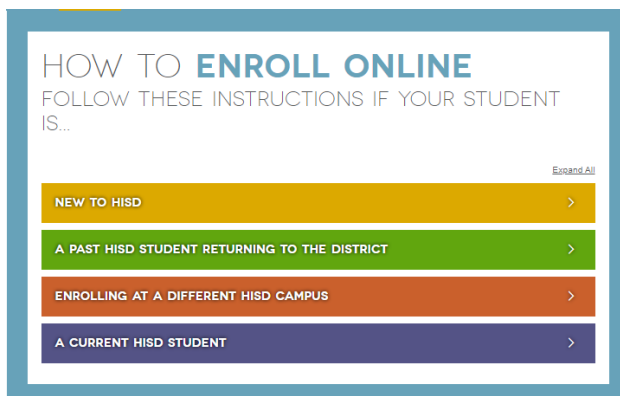 HOW TO ENROLL ONLINE
FOLLOW THESE INSTRUCTIONS IF YOUR STUDENT
IS...
Expand All
NEW TO HISD
A PAST HISD STUDENT RETURNING TO THE DISTRICT
ENROLLING AT A DIFFERENT HISD CAMPUS
A CURRENT HISD STUDENT